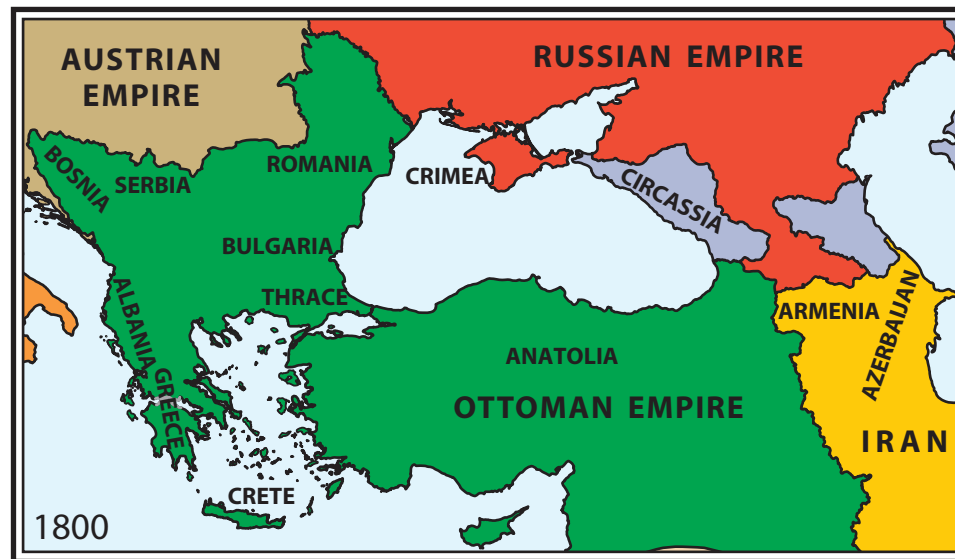 AUSTRIAN
EMPIRE
RUSSIAN EMPIRE
BOSNIA
SERBIA
ROMANIA
CRIMEA
CIRCASSIA
BULGARIA
THRACE
ALBANIA
GREECE
ANATOLIA
ARMENIA
AZERBAIJAN
OTTOMAN EMPIRE
IRAN
CRETE
1800